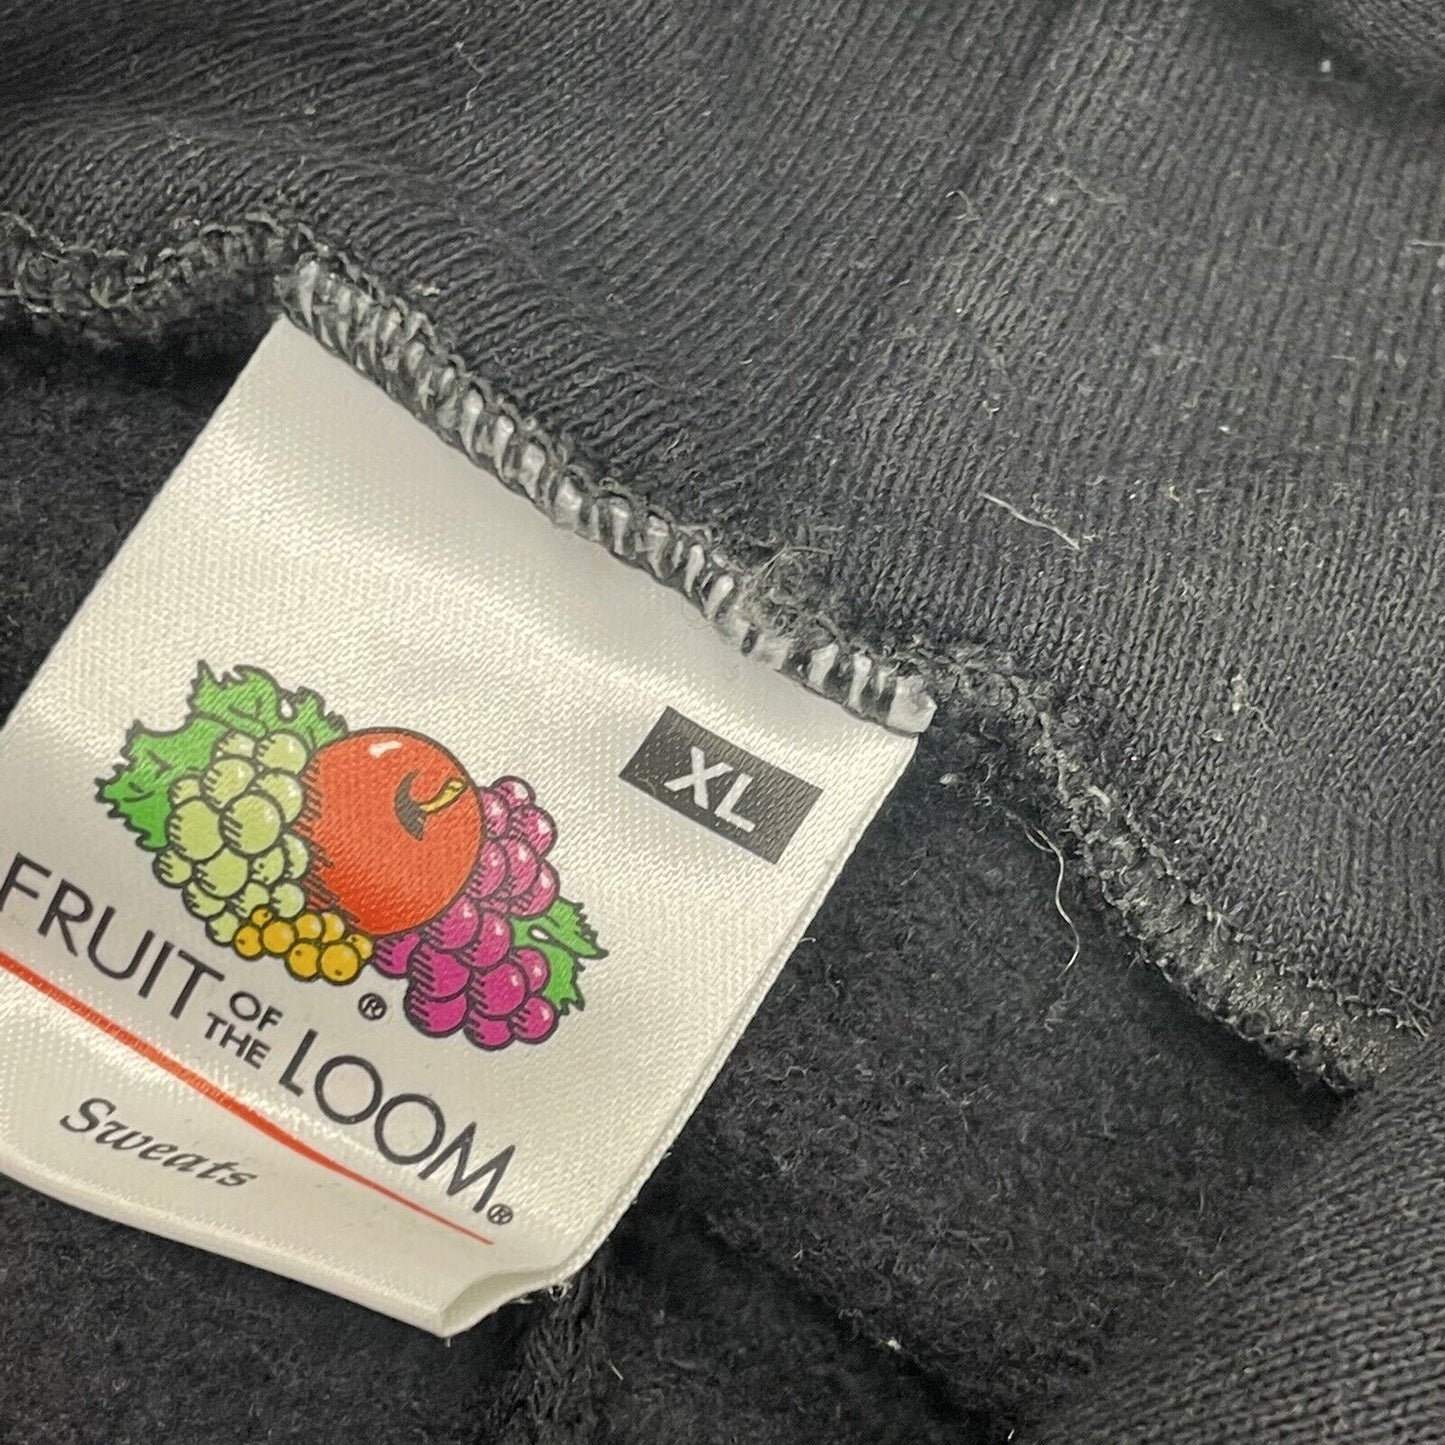 XL
FRUIT OF THE LOOM®
®
Sweats